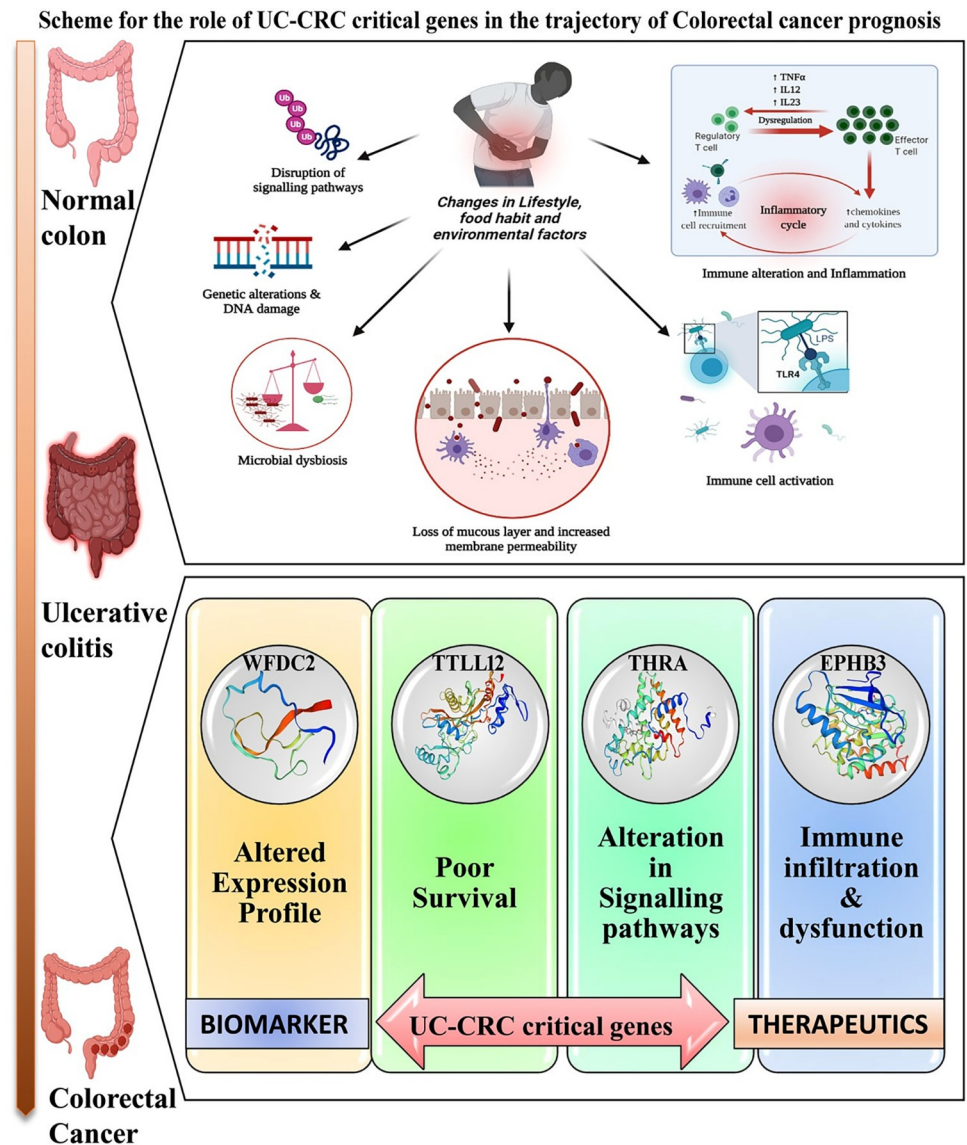 Scheme for the role of UC-CRC critical genes in the trajectory of Colorectal cancer prognosis
Normal
colon
Ub
Ub
Ub
Ub
Disruption of
signalling pathways
Changes in Lifestyle,
food habit and
environmental factors
↑ TNFα
↑ IL12
↑ IL23
Dysregulation
Regulatory
T cell
Effector
T cell
↑Immune
cell recruitment
Inflammatory
cycle
↑chemokines
and cytokines
Immune alteration and Inflammation
Genetic alterations &
DNA damage
LPS
TLR4
Microbial dysbiosis
Immune cell activation
Loss of mucous layer and increased
membrane permeability
Ulcerative
colitis
WFDC2
TTLL12
THRA
EPHB3
Altered
Expression
Profile
Poor
Survival
Alteration
in
Signalling
pathways
Immune
infiltration
&
dysfunction
BIOMARKER
UC-CRC critical genes
THERAPEUTICS
Colorectal
Cancer